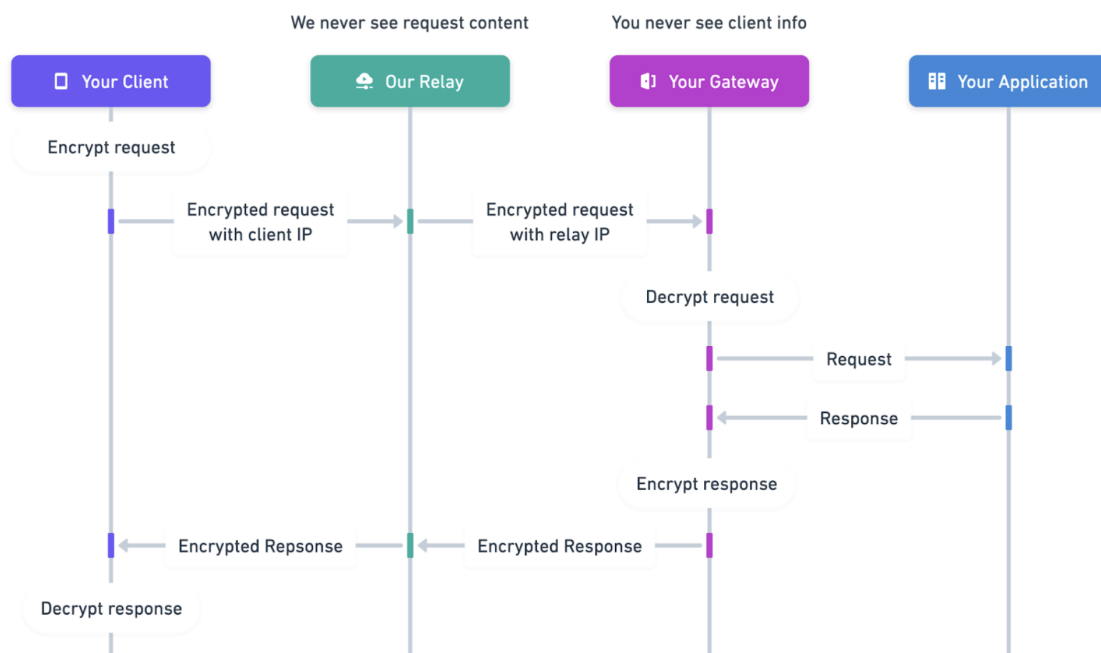 We never see request content
You never see client info
Your Client
Our Relay
Your Gateway
Your Application
Encrypt request
Encrypted request
with client IP
Encrypted request
with relay IP
Decrypt request
Request
Response
Encrypt response
Encrypted Repsonse
Encrypted Response
Decrypt response